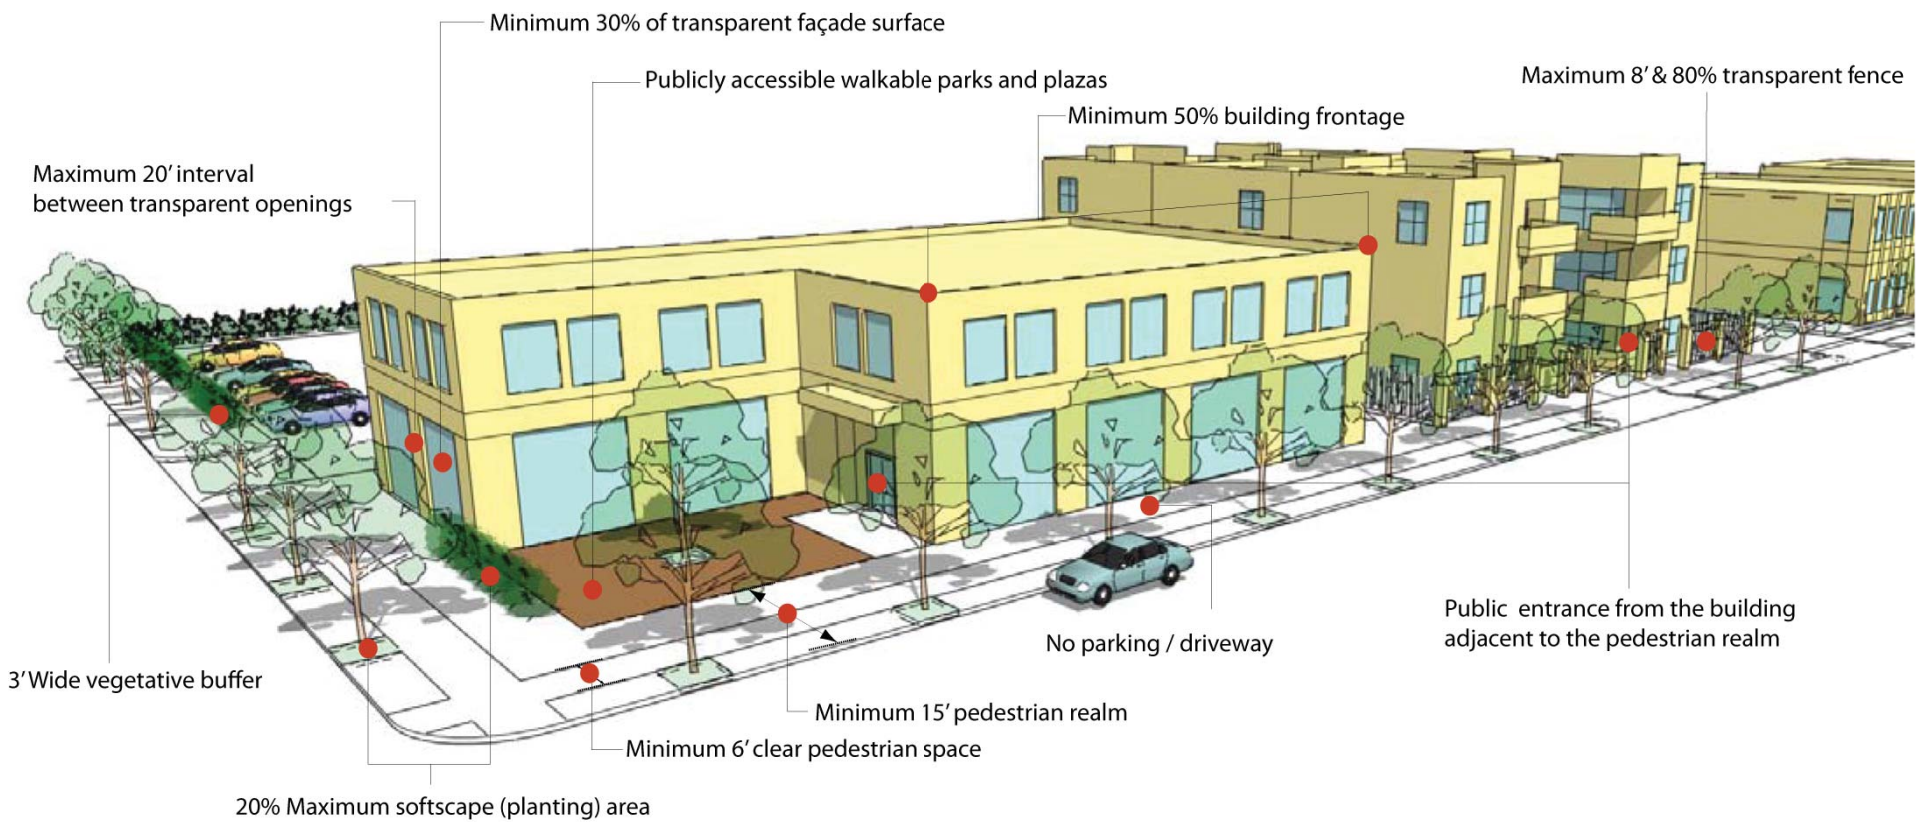 Minimum 30% of transparent façade surface
Publicly accessible walkable parks and plazas
Maximum 8' & 80% transparent fence
Minimum 50% building frontage
Maximum 20' interval
between transparent openings
Public  entrance from the building
adjacent to the pedestrian realm
No parking / driveway
3' Wide vegetative buffer
Minimum 15' pedestrian realm
Minimum 6' clear pedestrian space
20% Maximum softscape (planting) area